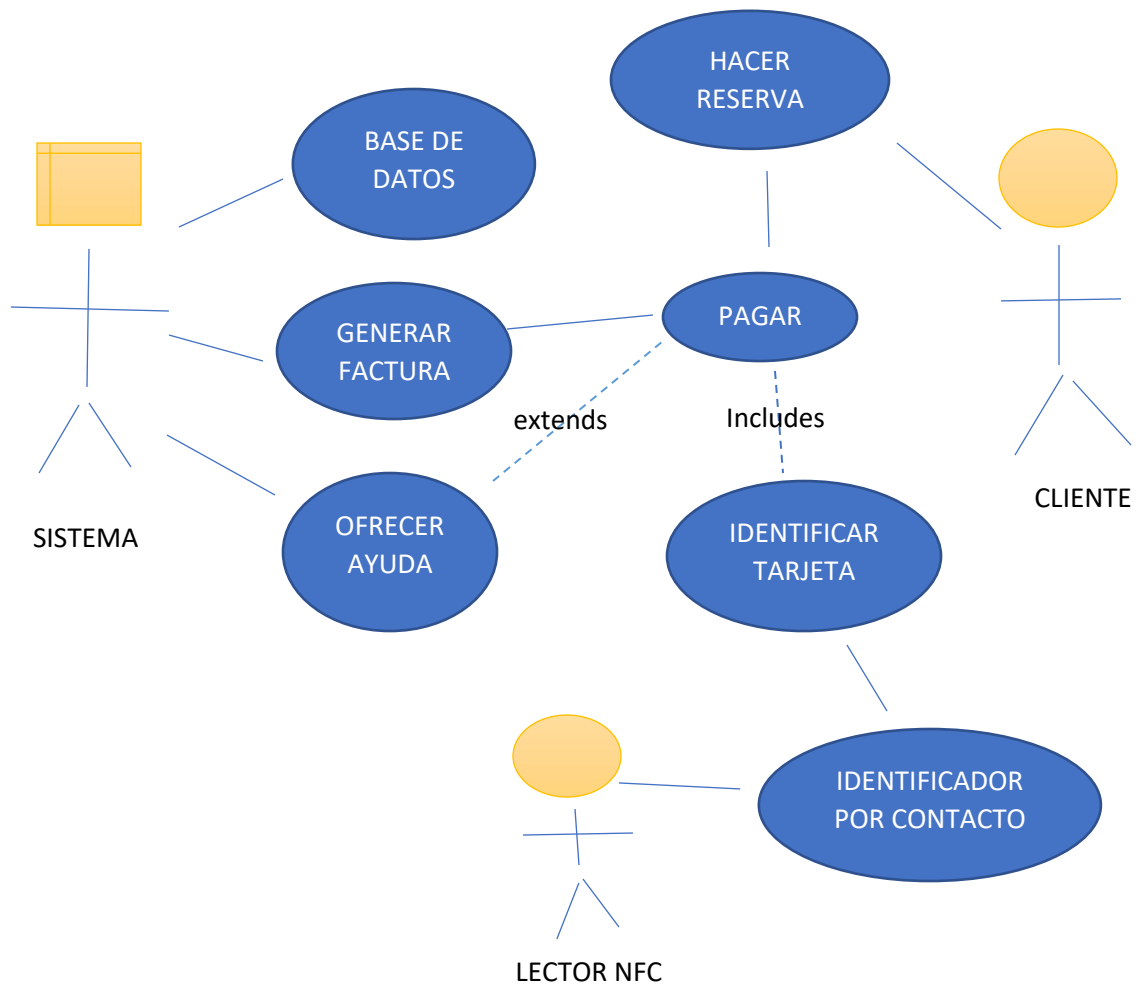 HACER
RESERVA
BASE DE
DATOS
GENERAR
FACTURA
PAGAR
extends
Includes
CLIENTE
SISTEMA
OFRECER
AYUDA
IDENTIFICAR
TARJETA
IDENTIFICADOR
POR CONTACTO
LECTOR NFC